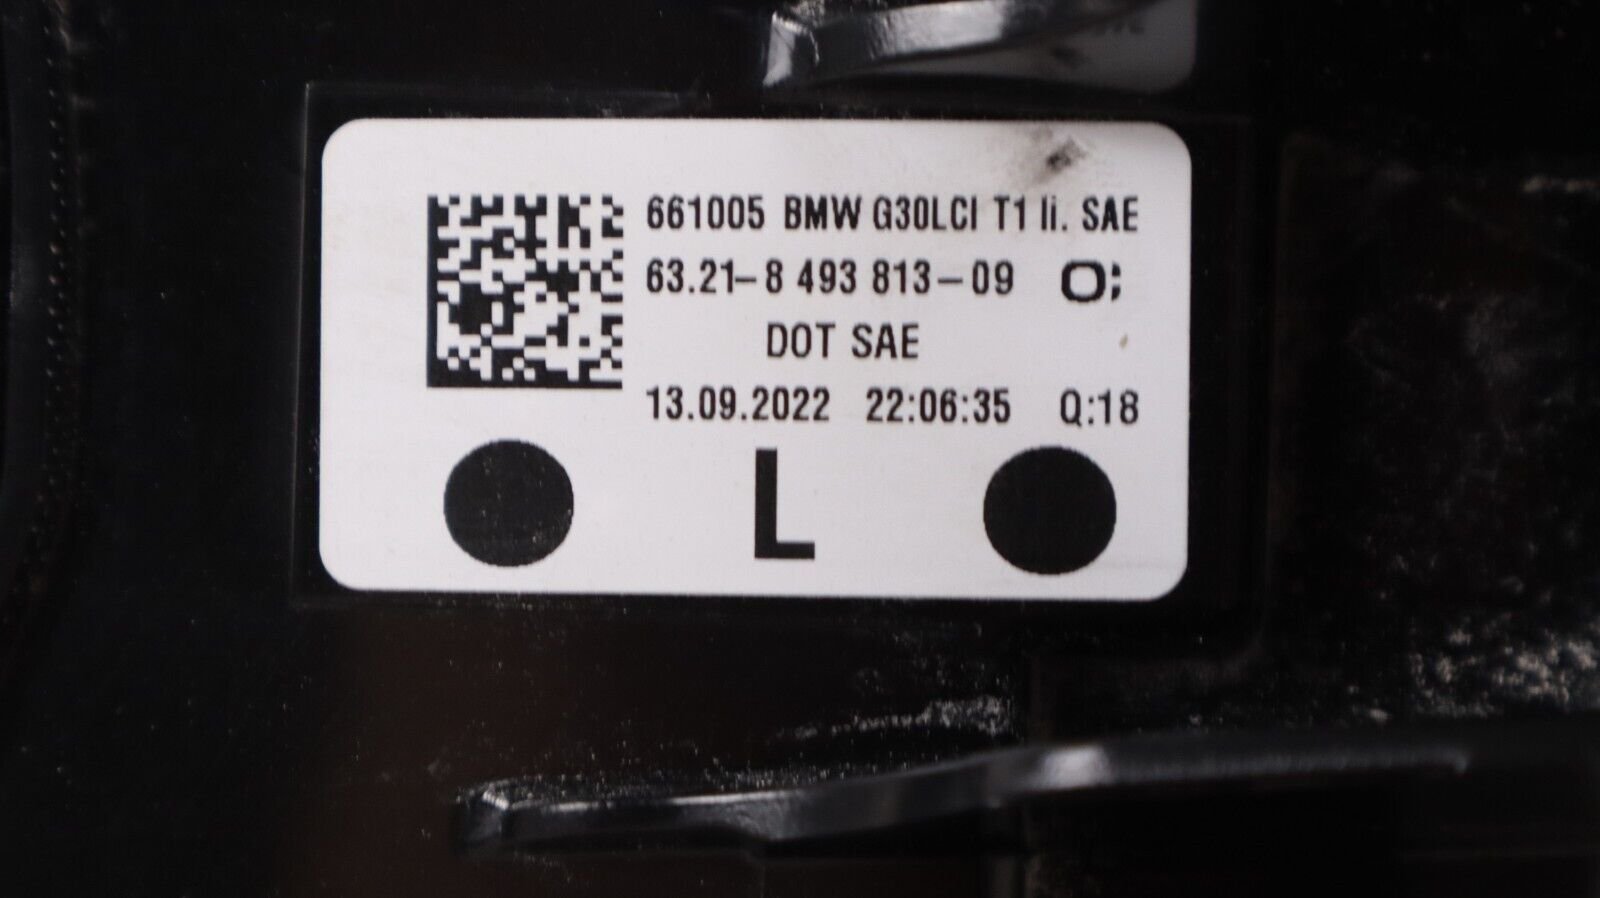 661005 BMW G30LCI T1 li. SAE
63.21-8 493 813-09 O;
DOT SAE
13.09.2022 22:06:35 Q:18
L